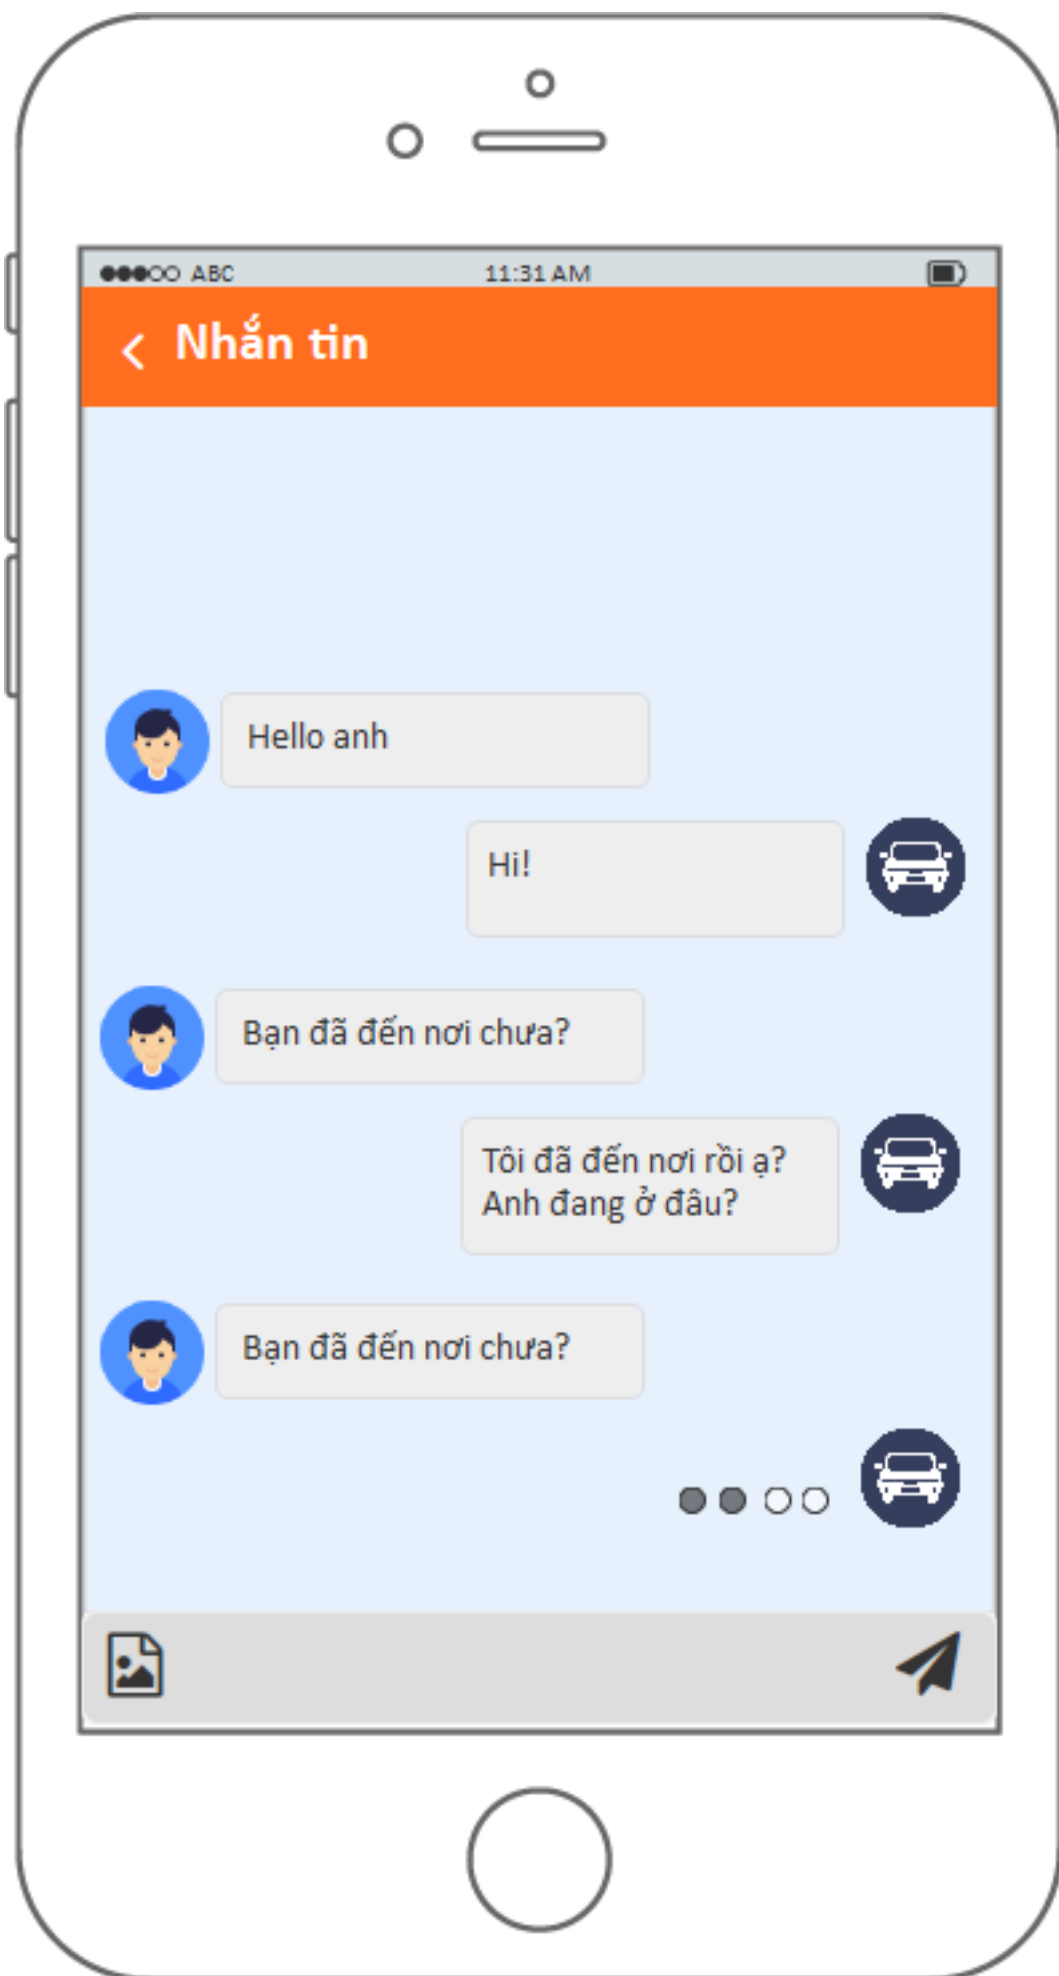 ABC 11:31 AM
Nhắn tin
Hello anh
Hi!
Bạn đã đến nơi chưa?
Tôi đã đến nơi rồi ạ?
Anh đang ở đâu?
Bạn đã đến nơi chưa?